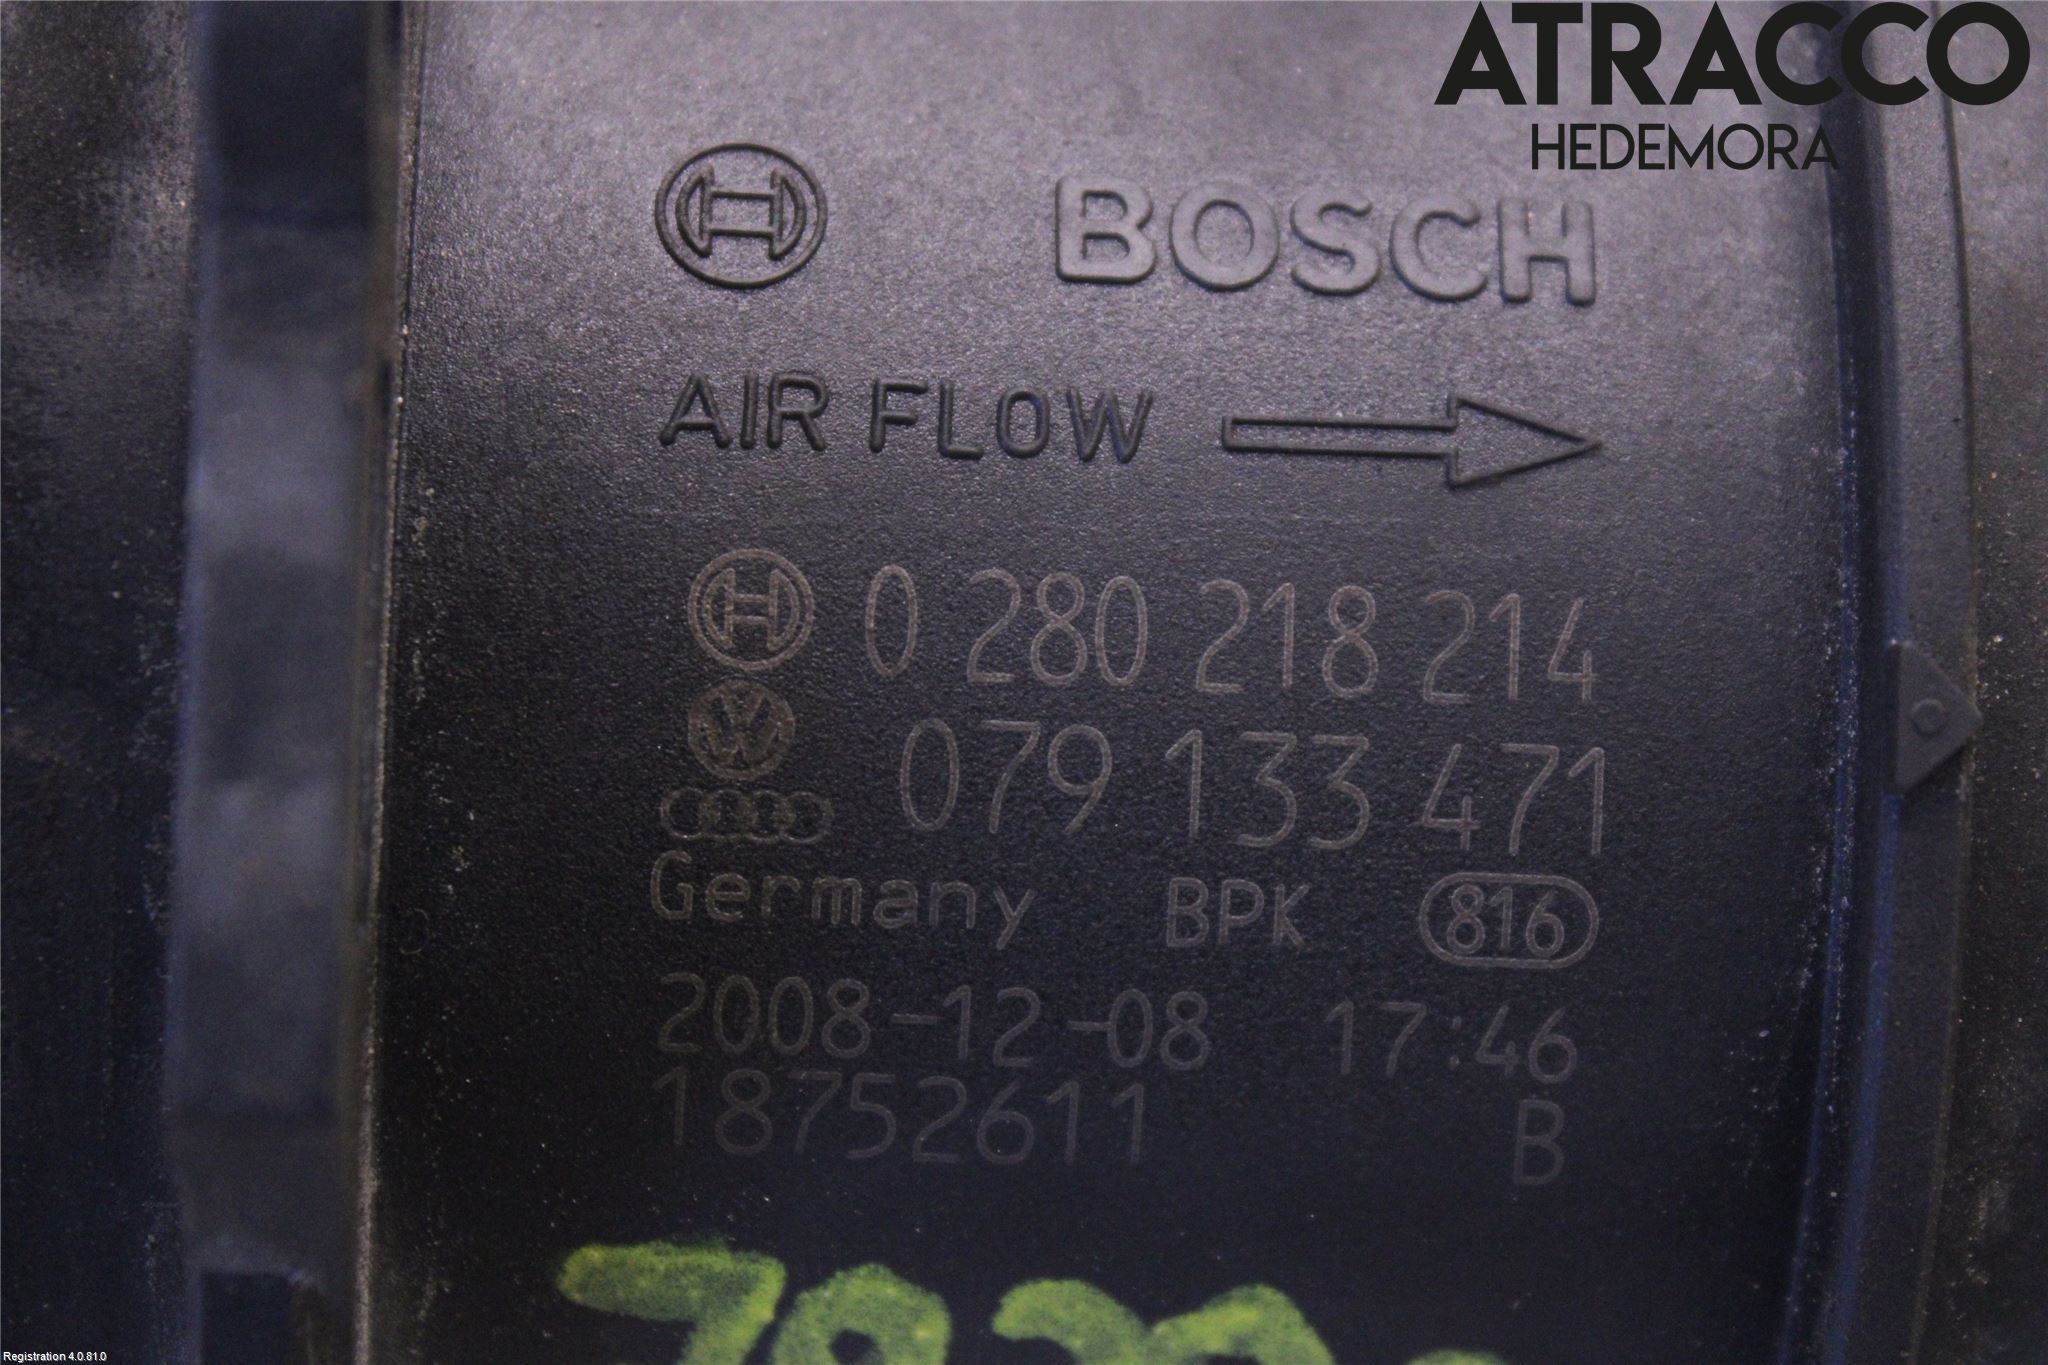 ATRACCO
HEDEMORA
BOSCH
AIR FLOW
0 280 218 214
079 133 471
Germany BPK 816
2008-12-08 17:46
18752611 B
Registration 4.0.81.0